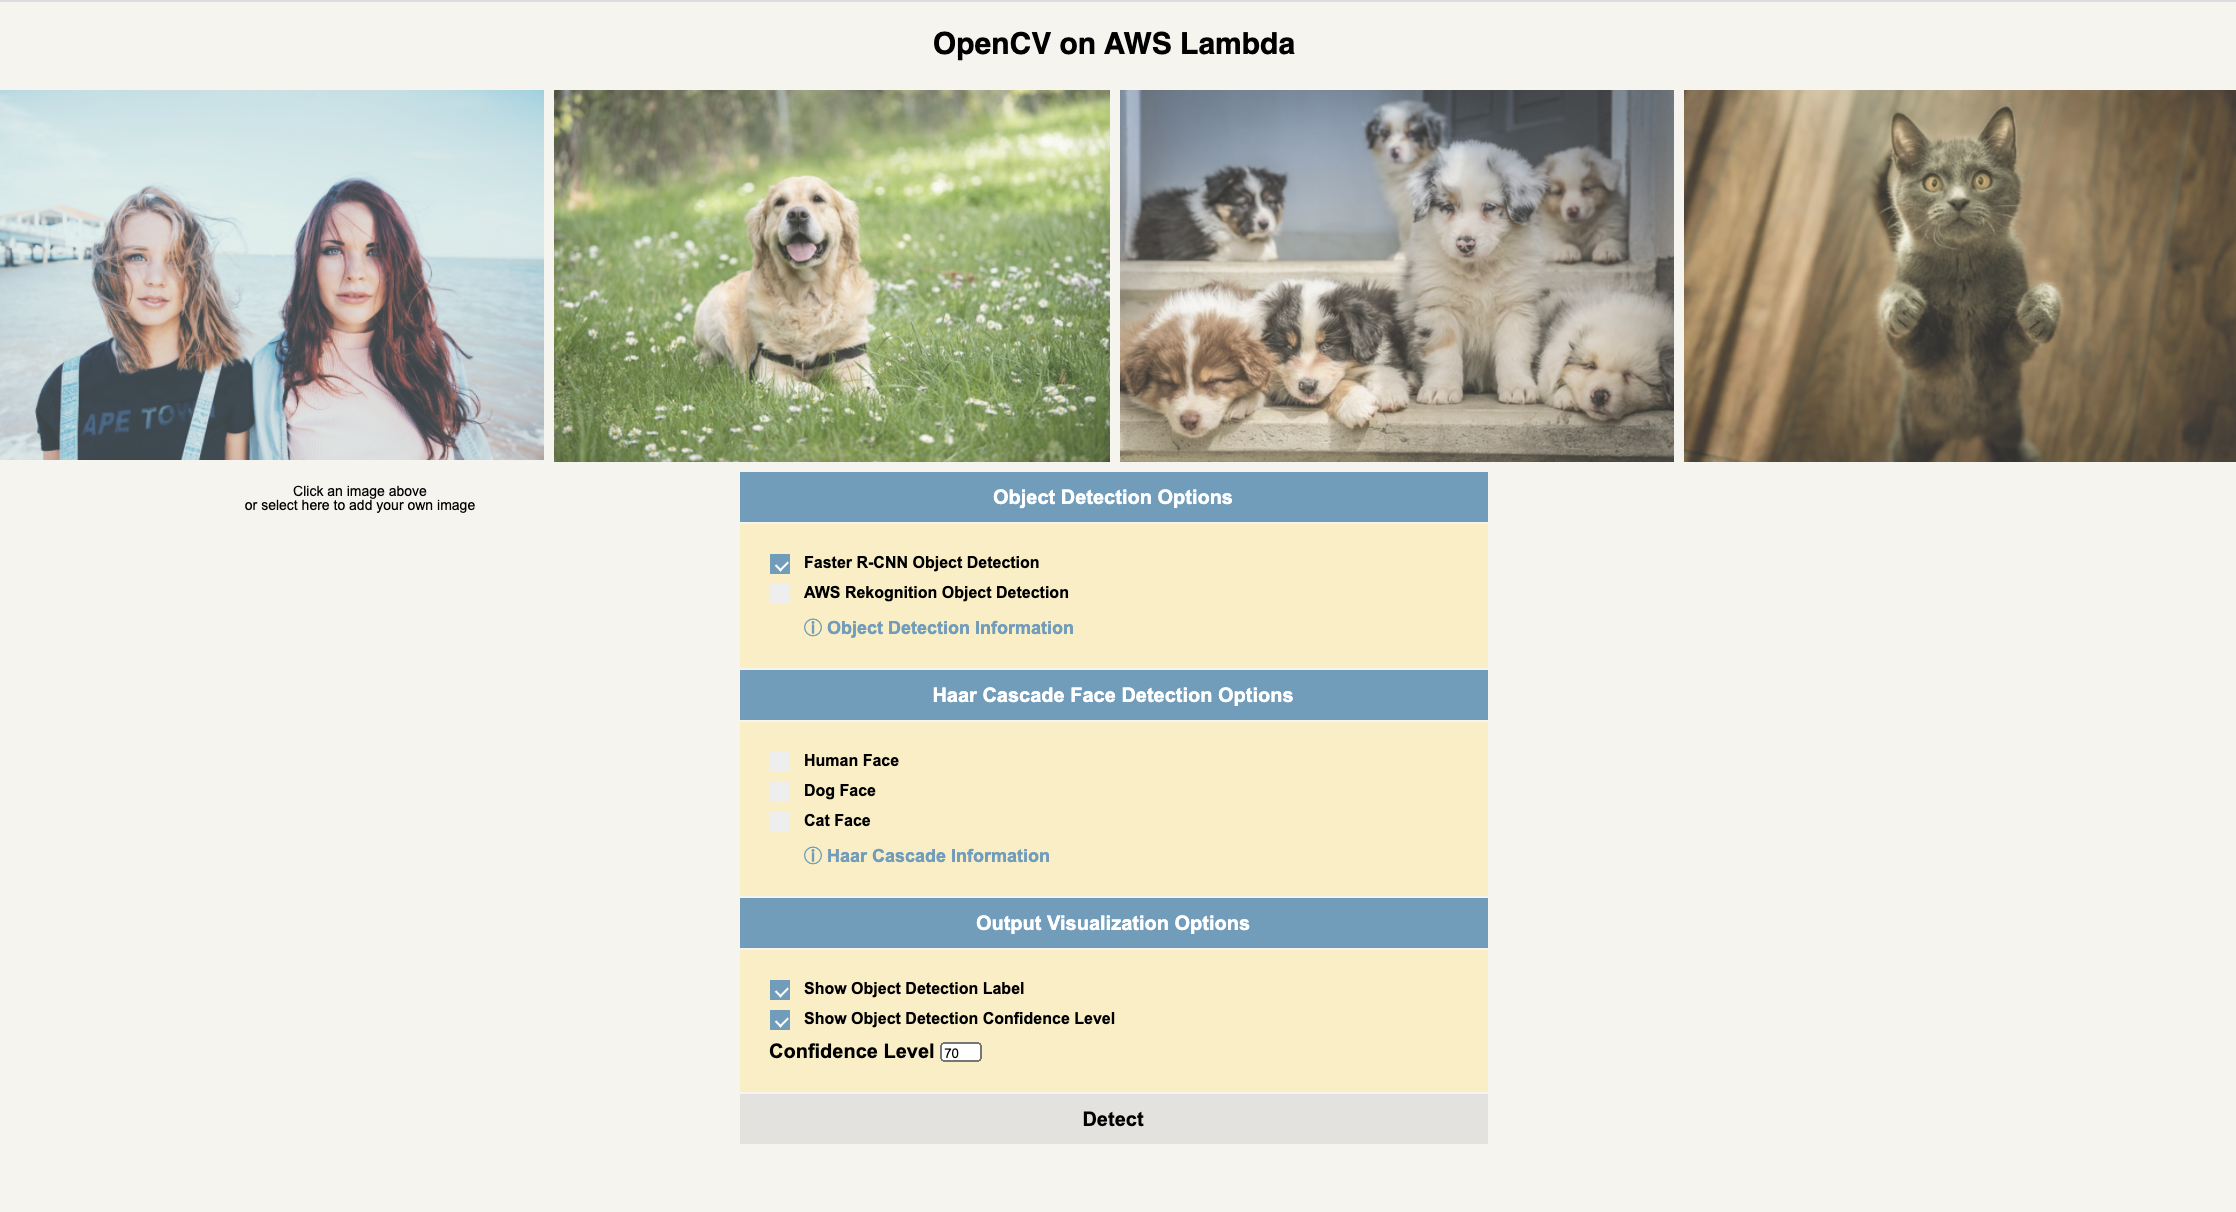 OpenCV on AWS Lambda
APE TOW
Click an image above
or select here to add your own image
Object Detection Options
Faster R-CNN Object Detection
AWS Rekognition Object Detection
ⓘ Object Detection Information
Haar Cascade Face Detection Options
Human Face
Dog Face
Cat Face
ⓘ Haar Cascade Information
Output Visualization Options
Show Object Detection Label
Show Object Detection Confidence Level
Confidence Level 70
Detect